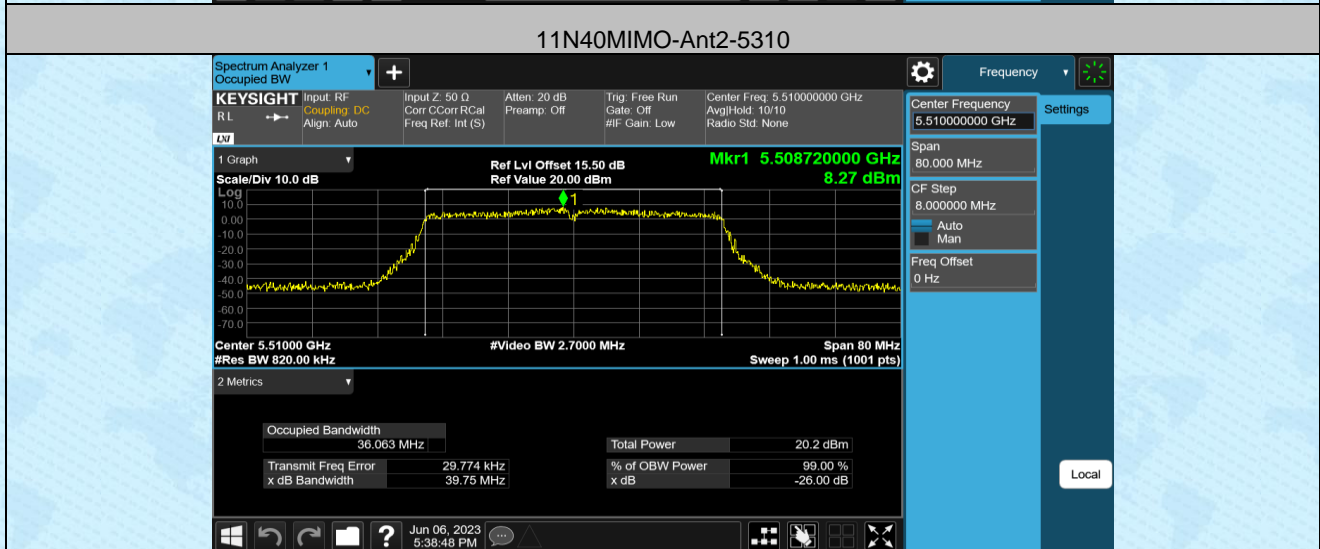 11N40MIMO-Ant2-5310
Spectrum Analyzer 1
Occupied BW
+
Frequency
KEYSIGHT
R L
LXI
Input: RF
Coupling: DC
Align: Auto
Input Z: 50 Ω
Corr CCorr RCal
Freq Ref: Int (S)
Atten: 20 dB
Preamp: Off
Trig: Free Run
Gate: Off
#IF Gain: Low
Center Freq: 5.510000000 GHz
Avg|Hold: 10/10
Radio Std: None
Center Frequency
5.510000000 GHz
Settings
Span
80.000 MHz
CF Step
8.000000 MHz
Auto
Man
Freq Offset
0 Hz
Local
1 Graph
Scale/Div 10.0 dB
Ref Lvl Offset 15.50 dB
Ref Value 20.00 dBm
Mkr1 5.508720000 GHz
8.27 dBm
Log
10.0
0.00
-10.0
-20.0
-30.0
-40.0
-50.0
-60.0
-70.0
1
Center 5.51000 GHz
#Res BW 820.00 kHz
#Video BW 2.7000 MHz
Span 80 MHz
Sweep 1.00 ms (1001 pts)
2 Metrics
Occupied Bandwidth
36.063 MHz
Total Power 20.2 dBm
Transmit Freq Error 29.774 kHz
% of OBW Power 99.00 %
x dB Bandwidth 39.75 MHz
x dB -26.00 dB
?
Jun 06, 2023
5:38:48 PM